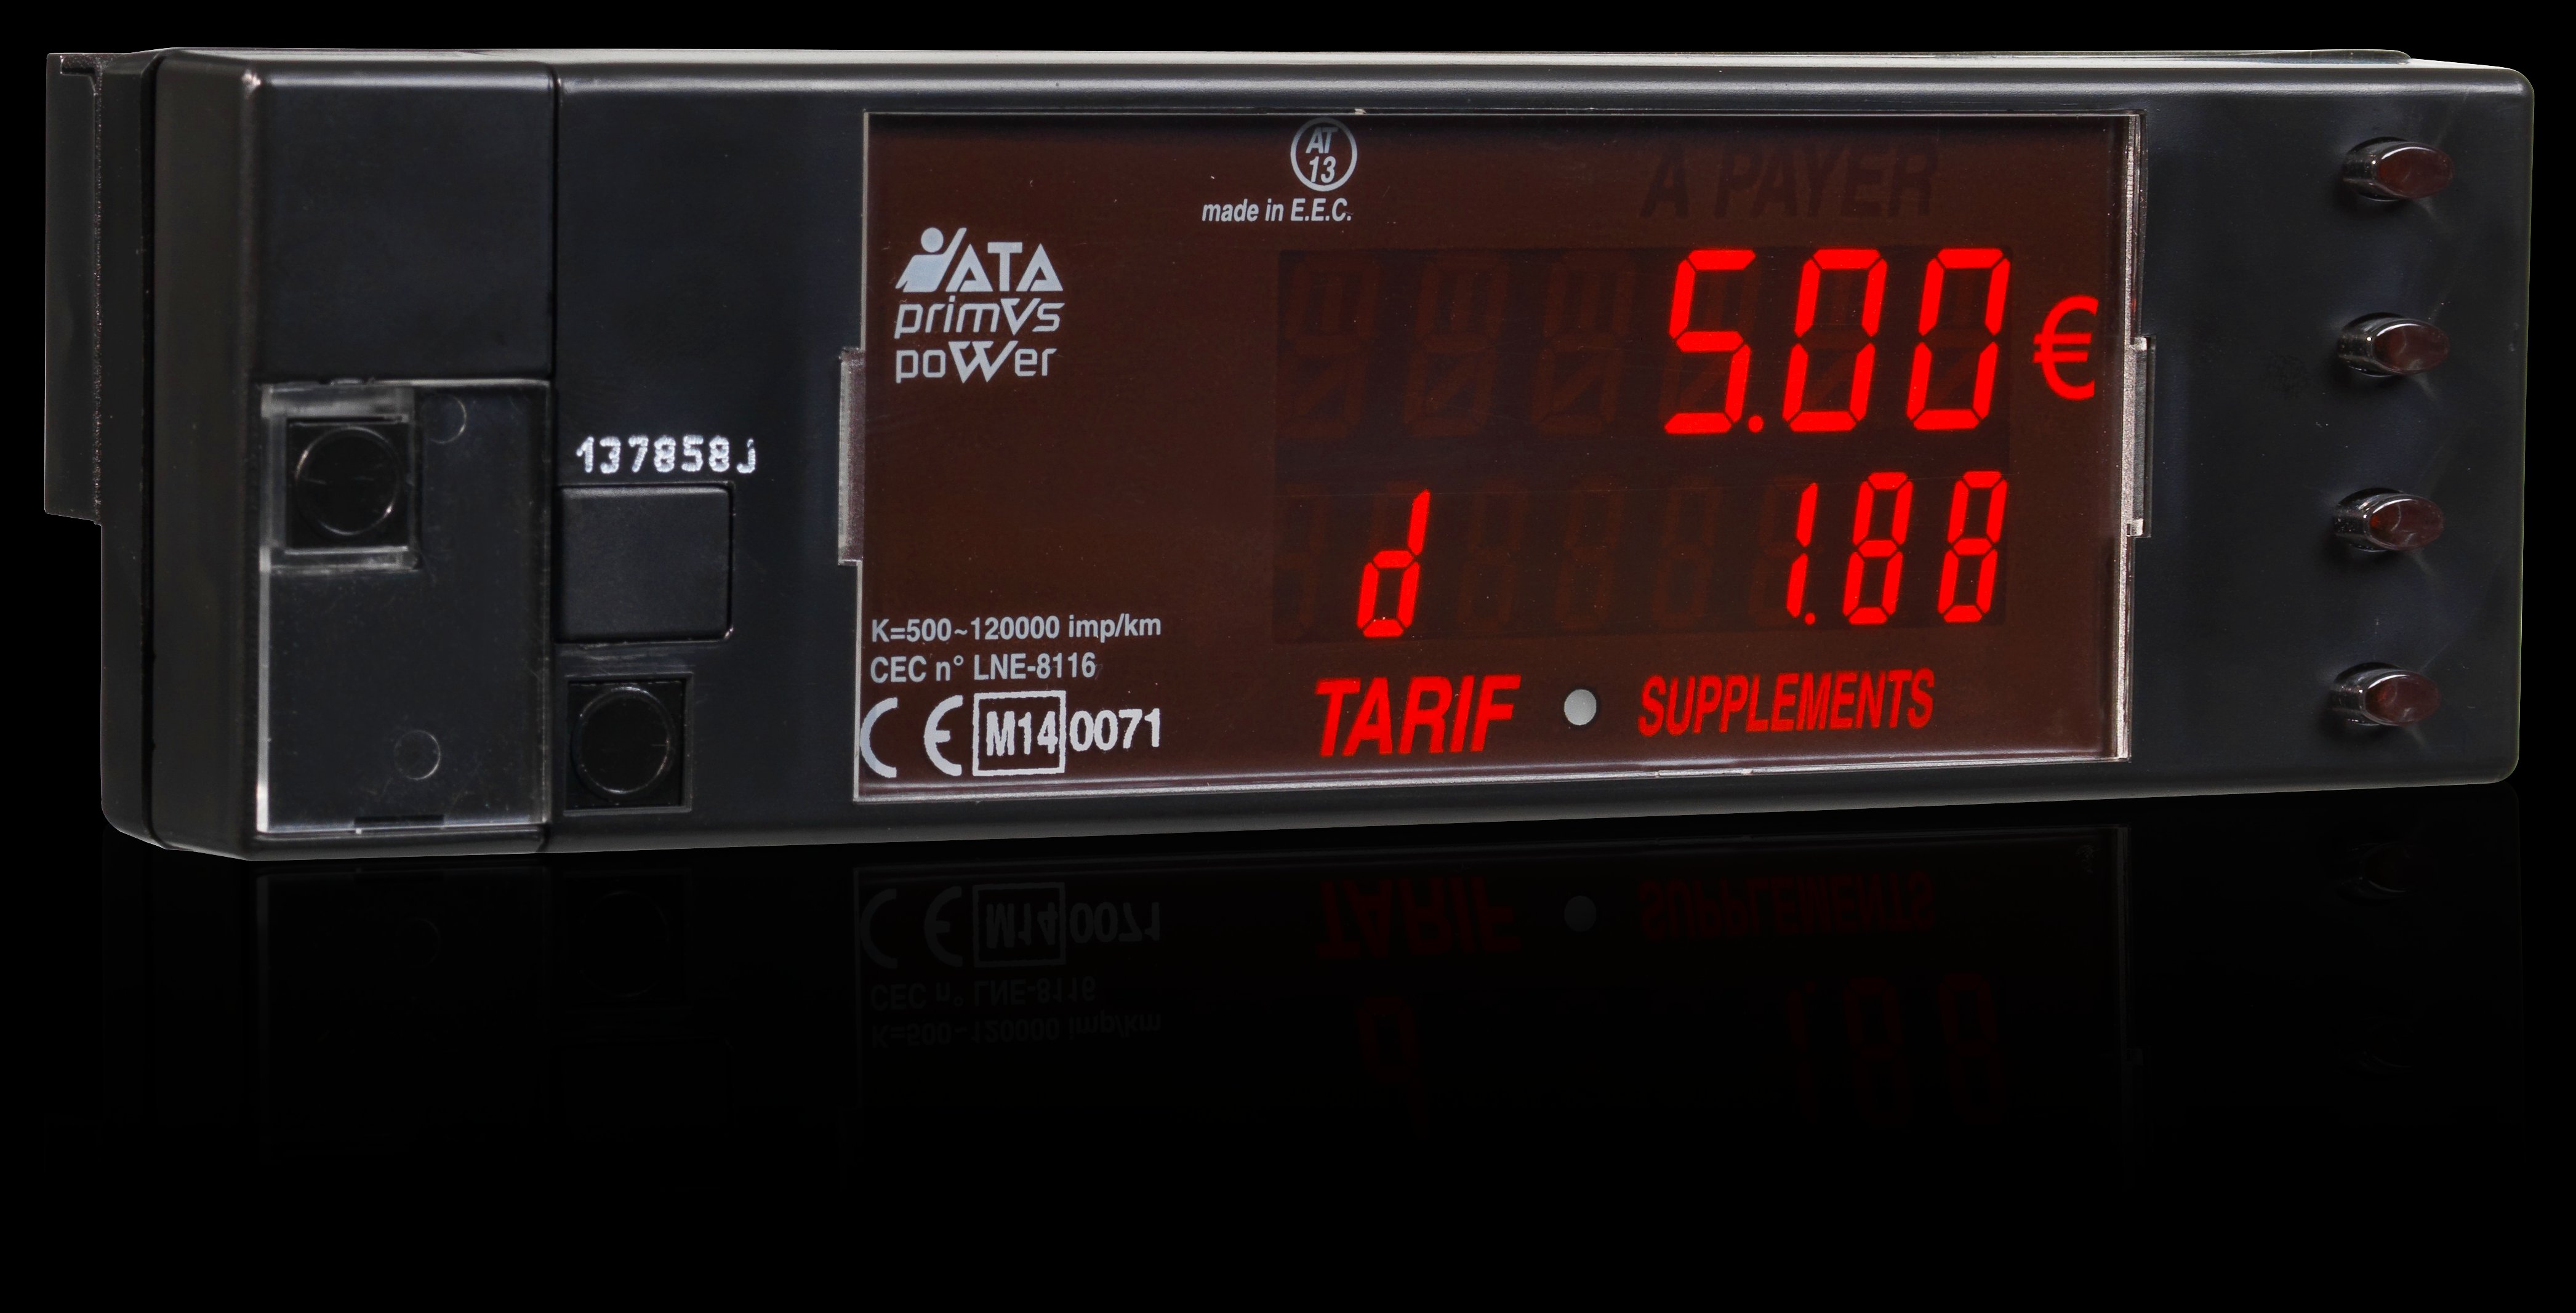 AT
13
made in E.E.C.
A PAYER
ATA
primVs
poWer
5.00 €
137858J
d 1.88
K=500~120000 imp/km
CEC n° LNE-8116
TARIF SUPPLEMENTS
CE M14 0071